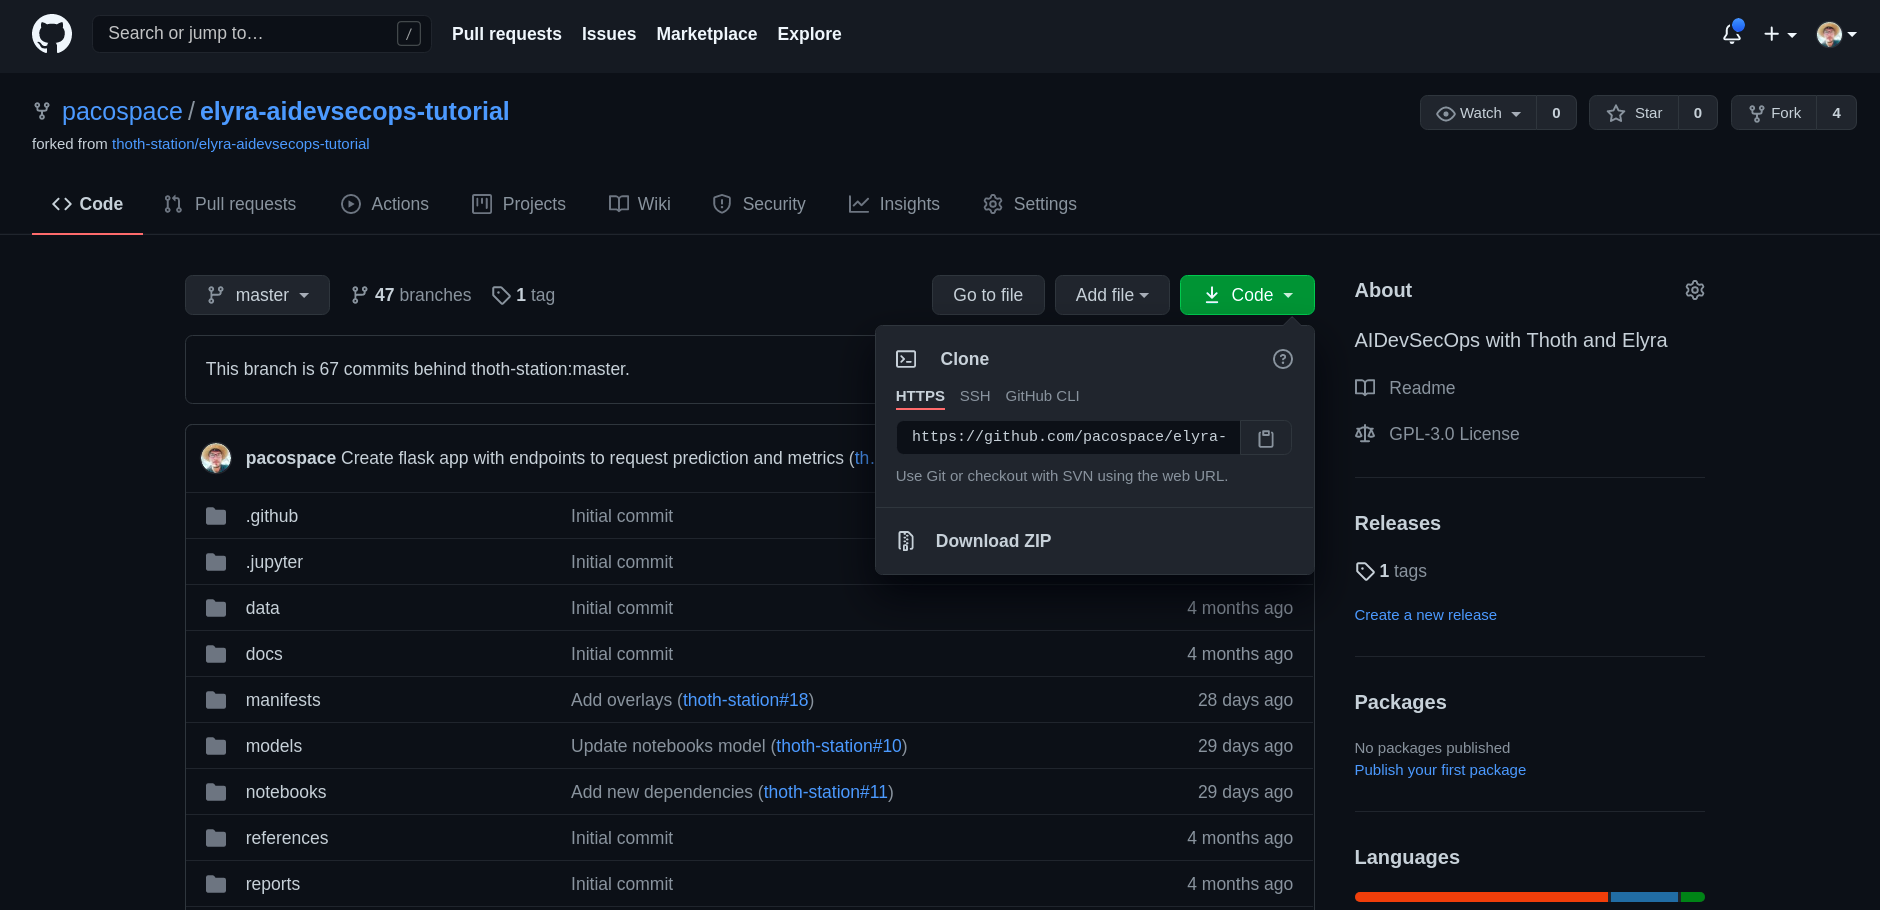 Search or jump to… /
Pull requests Issues Marketplace Explore
pacospace / elyra-aidevsecops-tutorial
forked from thoth-station/elyra-aidevsecops-tutorial
Watch 0 Star 0 Fork 4
Code Pull requests Actions Projects Wiki Security Insights Settings
master 47 branches 1 tag
Go to file Add file Code
This branch is 67 commits behind thoth-station:master.
Clone
HTTPS SSH GitHub CLI
https://github.com/pacospace/elyra-
Use Git or checkout with SVN using the web URL.
Download ZIP
pacospace Create flask app with endpoints to request prediction and metrics (th…
.github Initial commit
.jupyter Initial commit
data Initial commit 4 months ago
docs Initial commit 4 months ago
manifests Add overlays (thoth-station#18) 28 days ago
models Update notebooks model (thoth-station#10) 29 days ago
notebooks Add new dependencies (thoth-station#11) 29 days ago
references Initial commit 4 months ago
reports Initial commit 4 months ago
About
AIDevSecOps with Thoth and Elyra
Readme
GPL-3.0 License
Releases
1 tags
Create a new release
Packages
No packages published
Publish your first package
Languages